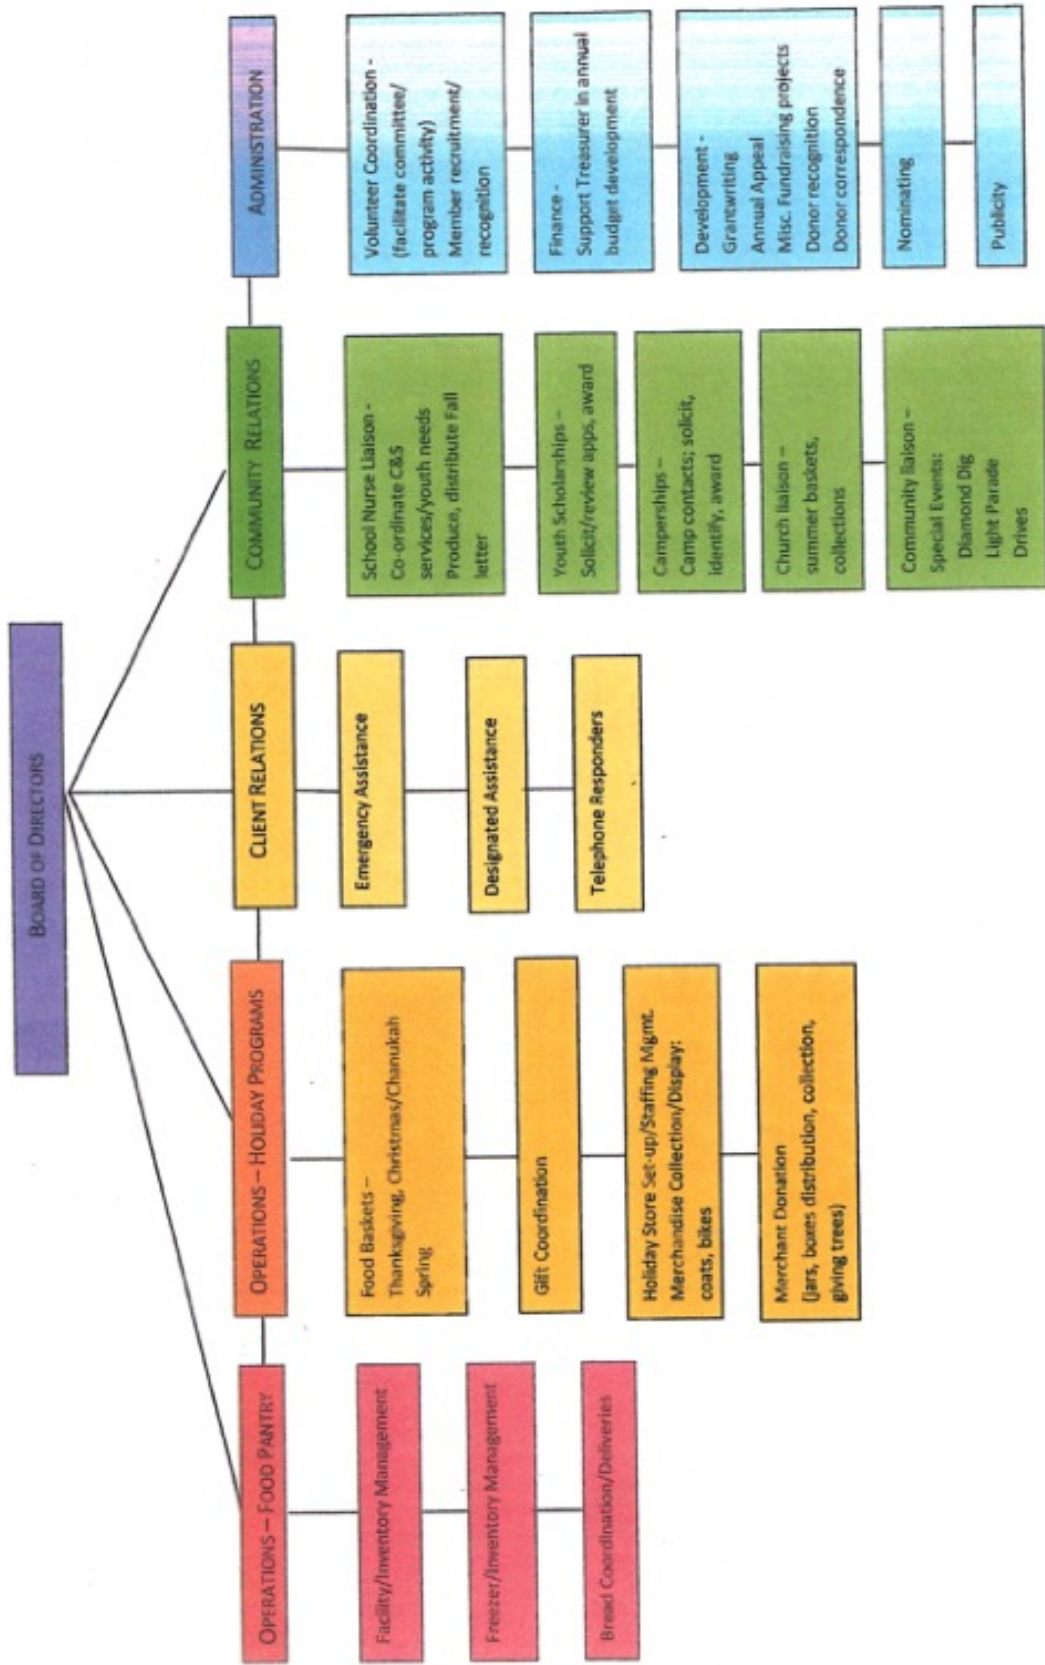 BOARD OF DIRECTORS
OPERATIONS – FOOD PANTRY
Facility/Inventory Management
Freezer/Inventory Management
Bread Coordination/Deliveries
OPERATIONS – HOLIDAY PROGRAMS
Food Baskets –
Thanksgiving, Christmas/Chanukah
Spring
Gift Coordination
Holiday Store Set-up/Staffing Mgmt.
Merchandise Collection/Display:
coats, bikes
Merchant Donation
(jars, boxes distribution, collection,
giving trees)
CLIENT RELATIONS
Emergency Assistance
Designated Assistance
Telephone Responders
COMMUNITY RELATIONS
School Nurse Liaison -
Co-ordinate C&S
services/youth needs
Produce, distribute Fall
letter
Youth Scholarships –
Solicit/review apps, award
Camperships –
Camp contacts; solicit,
identify, award
Church liaison –
summer baskets,
collections
Community liaison –
Special Events:
Diamond Dig
Light Parade
Drives
ADMINISTRATION
Volunteer Coordination -
(facilitate committee/
program activity)
Member recruitment/
recognition
Finance -
Support Treasurer in annual
budget development
Development -
Grantwriting
Annual Appeal
Misc. Fundraising projects
Donor recognition
Donor correspondence
Nominating
Publicity